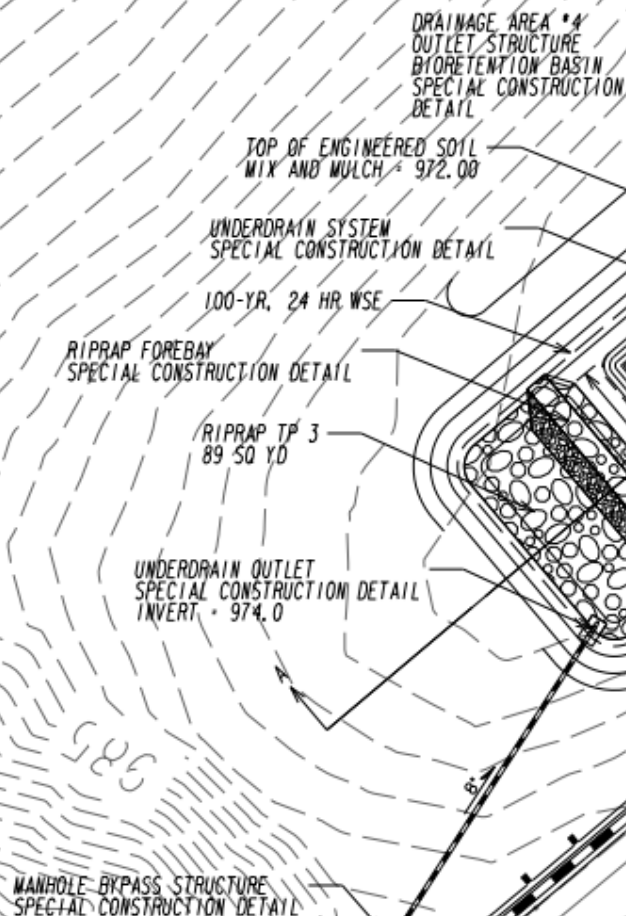 DRAINAGE AREA #4
OUTLET STRUCTURE
BIORETENTION BASIN
SPECIAL CONSTRUCTION
DETAIL
TOP OF ENGINEERED SOIL
MIX AND MULCH = 972.00
UNDERDRAIN SYSTEM
SPECIAL CONSTRUCTION DETAIL
100-YR, 24 HR WSE
RIPRAP FOREBAY
SPECIAL CONSTRUCTION DETAIL
RIPRAP TP 3
89 SQ YD
UNDERDRAIN OUTLET
SPECIAL CONSTRUCTION DETAIL
INVERT = 974.0
A
985
8"
MANHOLE BYPASS STRUCTURE
SPECIAL CONSTRUCTION DETAIL